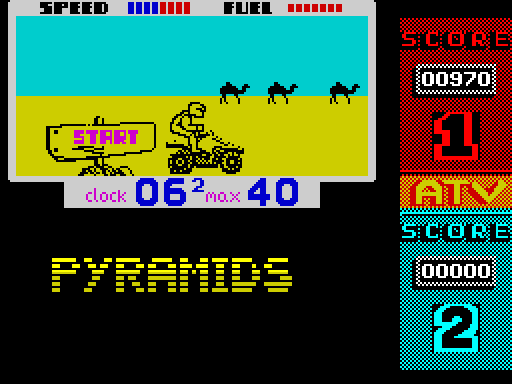 SPEED FUEL
START
clock 06² max 40
PYRAMIDS
SCORE
00970
1
ATV
SCORE
00000
2